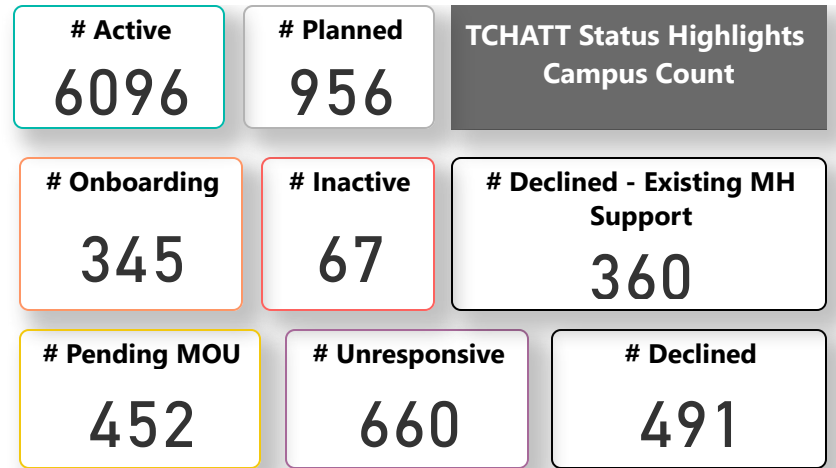 # Active
6096
# Planned
956
TCHATT Status Highlights
Campus Count
# Onboarding
345
# Inactive
67
# Declined - Existing MH
Support
360
# Pending MOU
452
# Unresponsive
660
# Declined
491